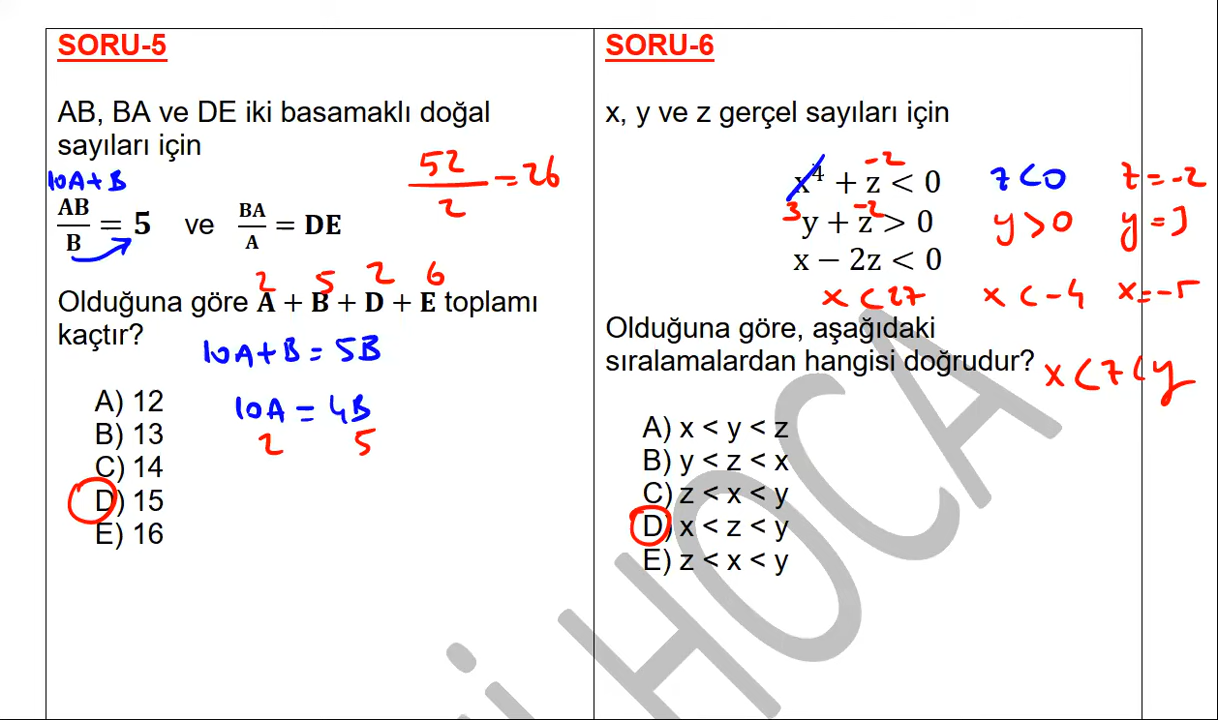 SORU-5
AB, BA ve DE iki basamaklı doğal
sayıları için
10A+B
AB/B = 5 ve BA/A = DE
52/2 = 26
2 5 2 6
Olduğuna göre A + B + D + E toplamı
kaçtır?
10A+B = 5B
10A = 4B
2 5
A) 12
B) 13
C) 14
D) 15
E) 16
SORU-6
x, y ve z gerçel sayıları için
-2
x⁴ + z < 0 z < 0 z = -2
3 -2
y + z > 0 y > 0 y = 3
x − 2z < 0
x < 2z x < -4 x = -5
Olduğuna göre, aşağıdaki
sıralamalardan hangisi doğrudur?
x < z < y
A) x < y < z
B) y < z < x
C) z < x < y
D) x < z < y
E) z < x < y
i HOCA